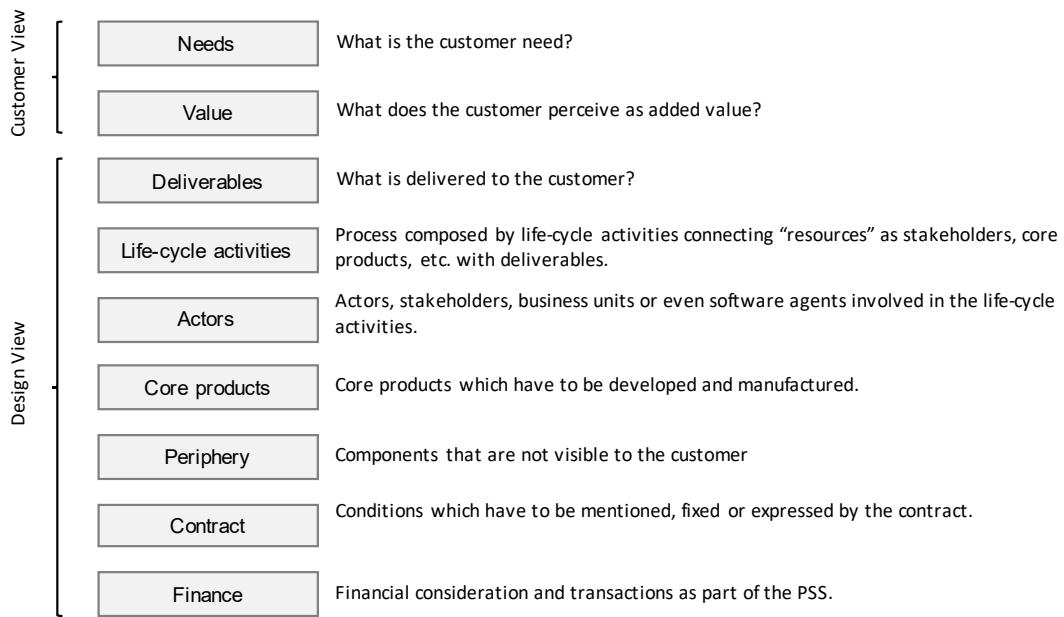 Customer View
Needs
What is the customer need?
Value
What does the customer perceive as added value?
Design View
Deliverables
What is delivered to the customer?
Life-cycle activities
Process composed by life-cycle activities connecting “resources” as stakeholders, core
products, etc. with deliverables.
Actors
Actors, stakeholders, business units or even software agents involved in the life-cycle
activities.
Core products
Core products which have to be developed and manufactured.
Periphery
Components that are not visible to the customer
Contract
Conditions which have to be mentioned, fixed or expressed by the contract.
Finance
Financial consideration and transactions as part of the PSS.